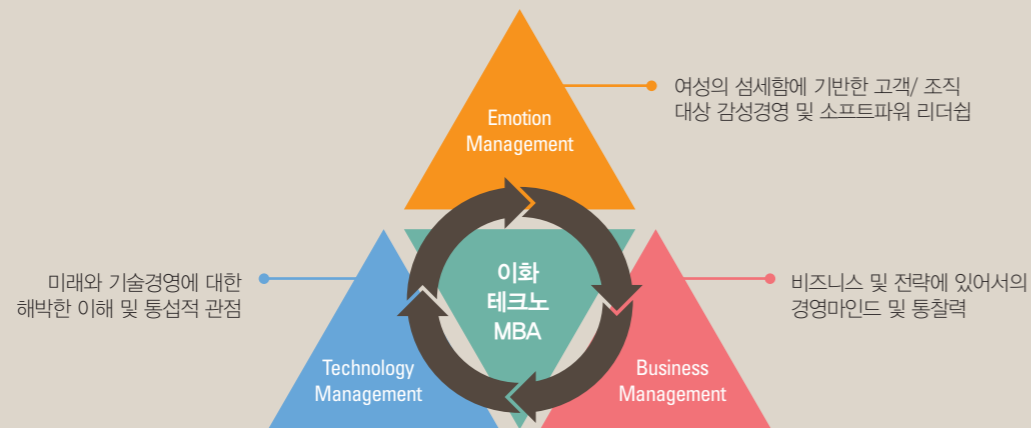 Emotion
Management
여성의 섬세함에 기반한 고객/ 조직
대상 감성경영 및 소프트파워 리더쉽
미래와 기술경영에 대한
해박한 이해 및 통섭적 관점
이화
테크노
MBA
비즈니스 및 전략에 있어서의
경영마인드 및 통찰력
Technology
Management
Business
Management